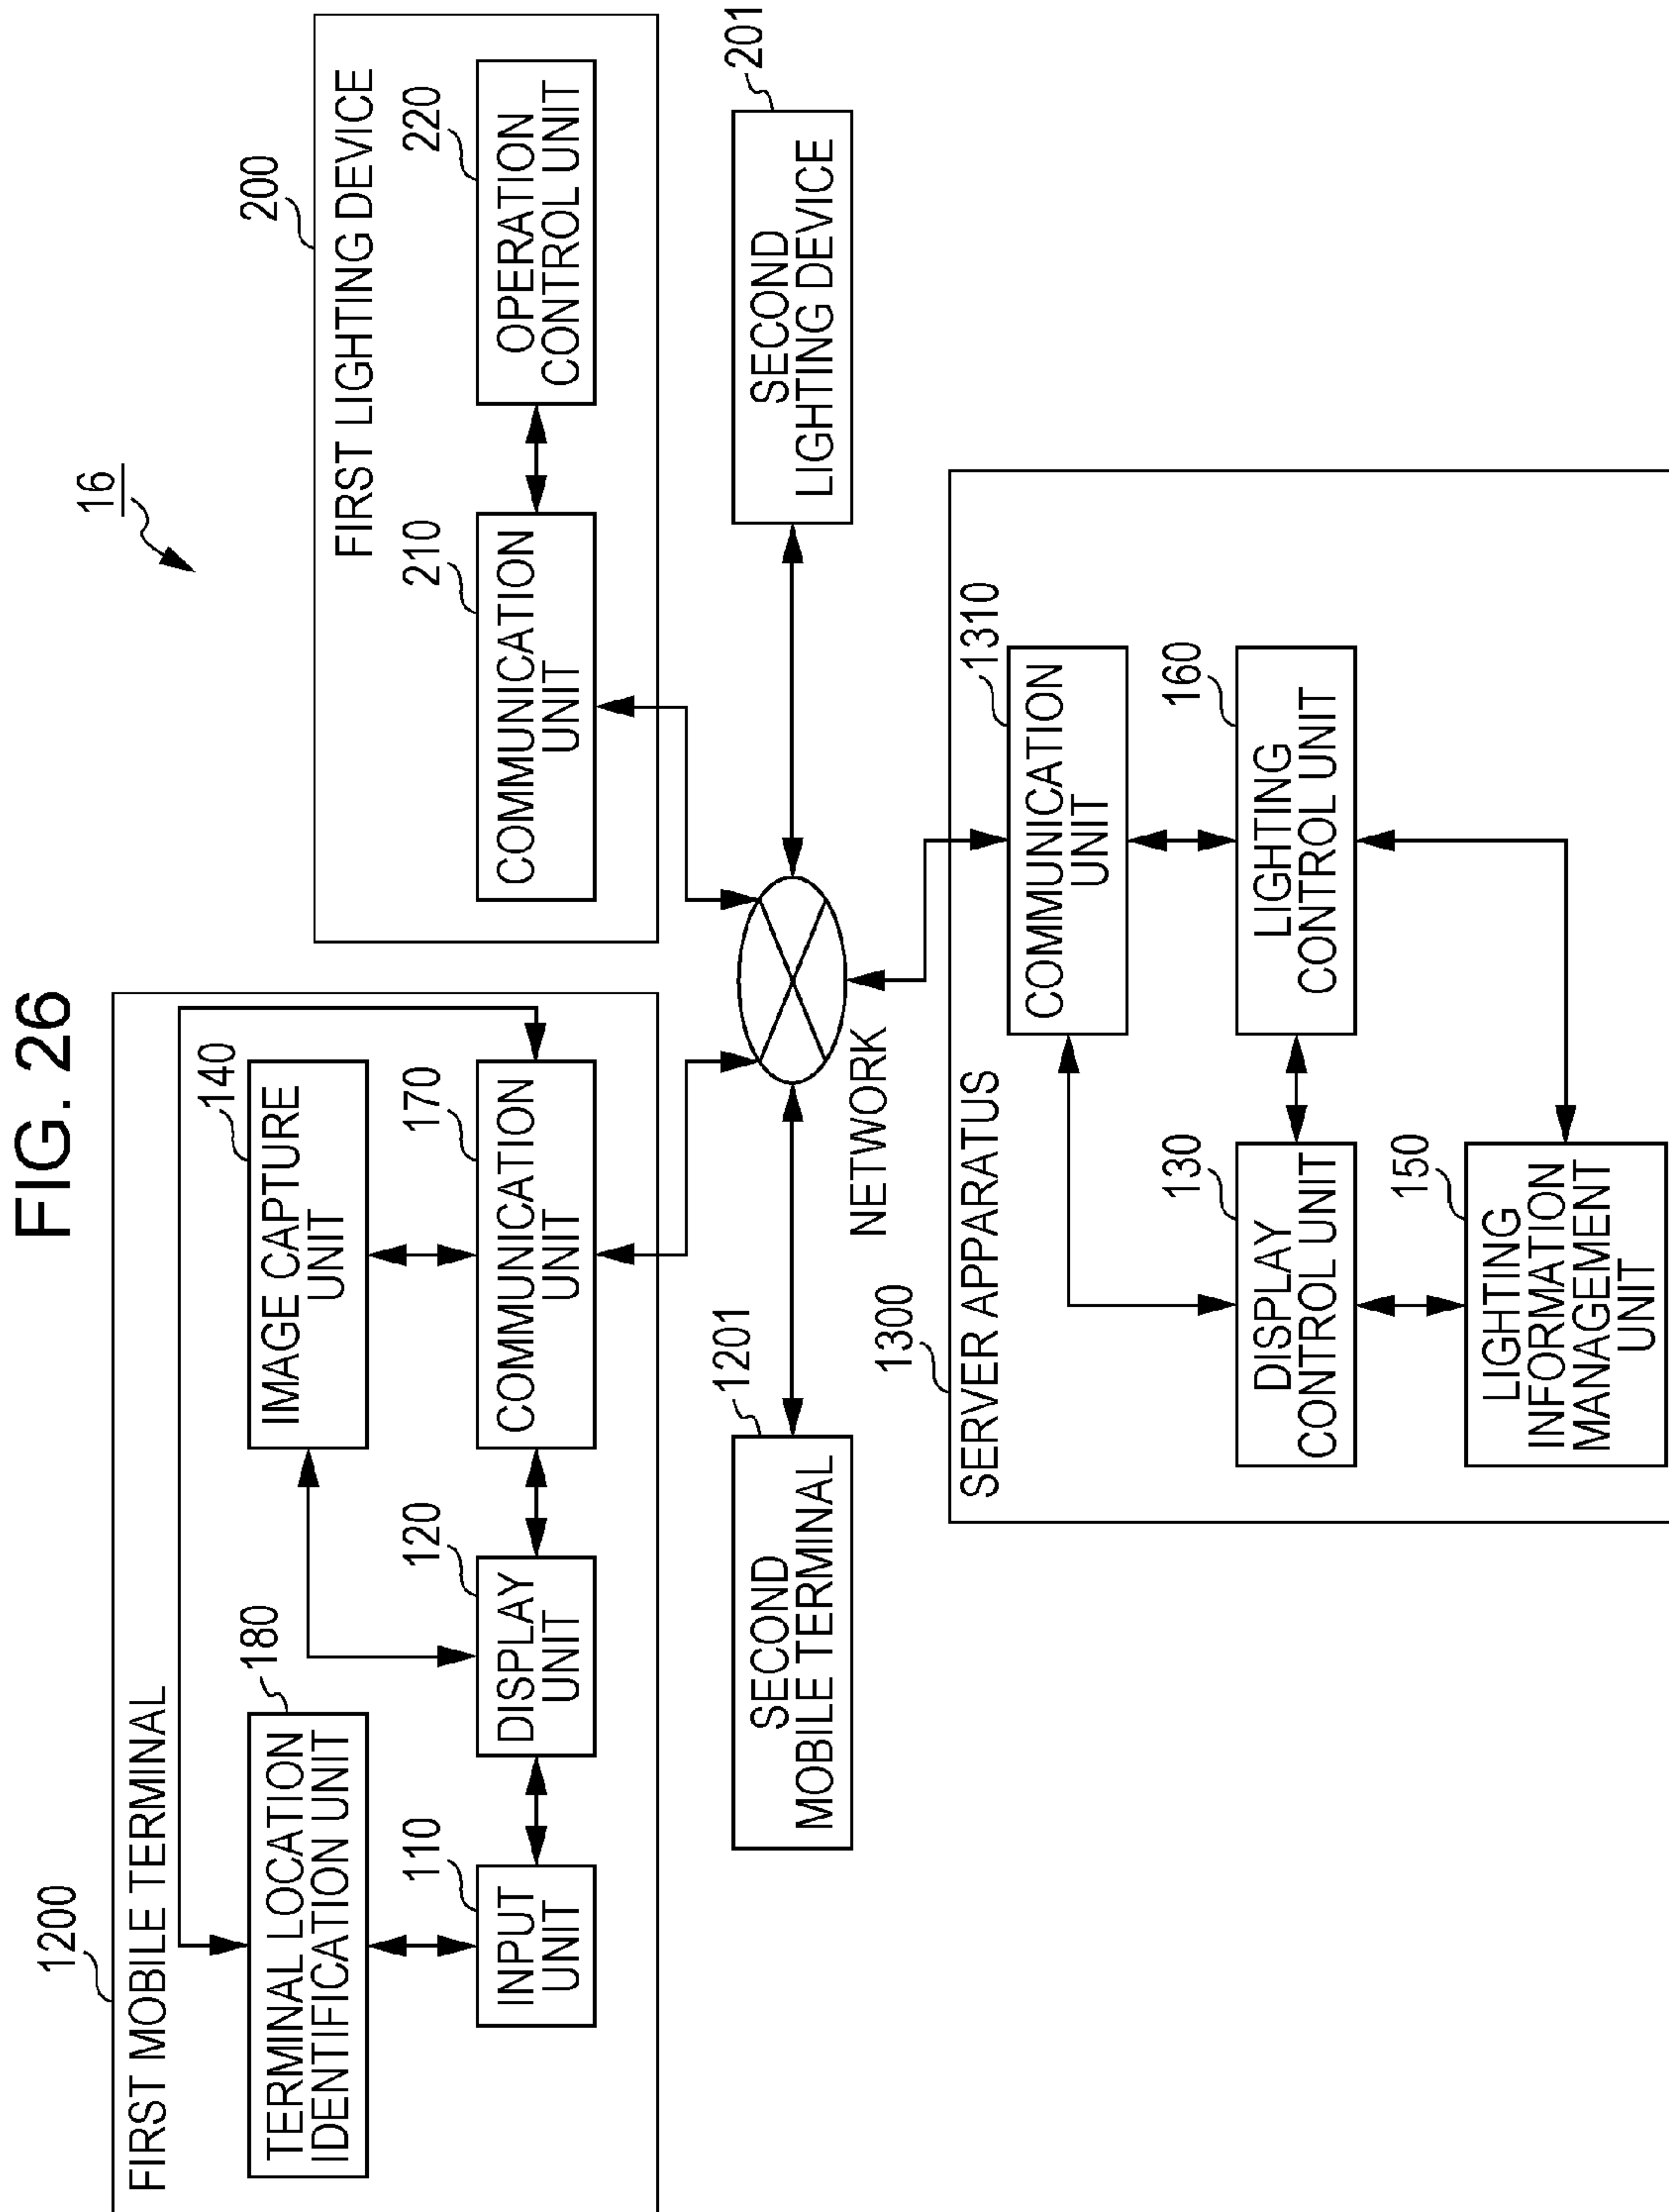 FIG. 26
16
1200
FIRST MOBILE TERMINAL
180
TERMINAL LOCATION
IDENTIFICATION UNIT
140
IMAGE CAPTURE
UNIT
110
INPUT
UNIT
120
DISPLAY
UNIT
170
COMMUNICATION
UNIT
200
FIRST LIGHTING DEVICE
210
COMMUNICATION
UNIT
220
OPERATION
CONTROL UNIT
1201
SECOND
MOBILE TERMINAL
NETWORK
201
SECOND
LIGHTING DEVICE
1300
SERVER APPARATUS
1310
COMMUNICATION
UNIT
130
DISPLAY
CONTROL UNIT
160
LIGHTING
CONTROL UNIT
150
LIGHTING
INFORMATION
MANAGEMENT
UNIT